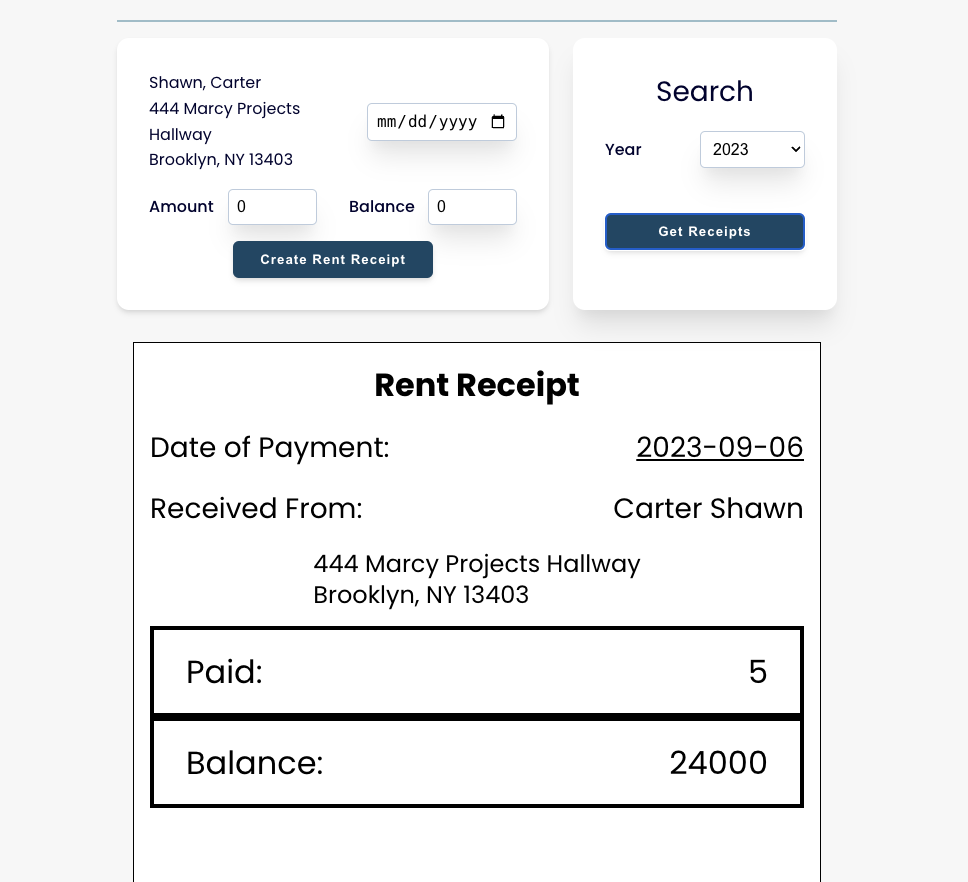 Shawn, Carter
444 Marcy Projects
Hallway
Brooklyn, NY 13403
mm/dd/yyyy
Amount 0 Balance 0
Create Rent Receipt
Search
Year 2023
Get Receipts
Rent Receipt
Date of Payment: 2023-09-06
Received From: Carter Shawn
444 Marcy Projects Hallway
Brooklyn, NY 13403
Paid: 5
Balance: 24000